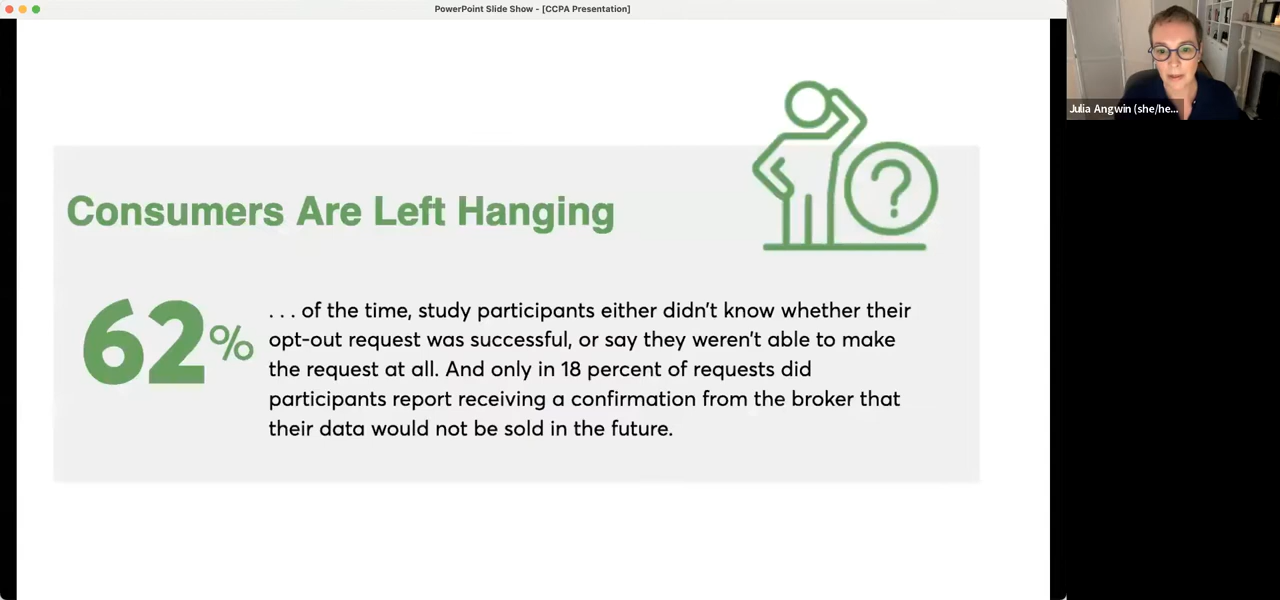 PowerPoint Slide Show - [CCPA Presentation]
Julia Angwin (she/he...
?
Consumers Are Left Hanging
62%
. . . of the time, study participants either didn't know whether their
opt-out request was successful, or say they weren't able to make
the request at all. And only in 18 percent of requests did
participants report receiving a confirmation from the broker that
their data would not be sold in the future.